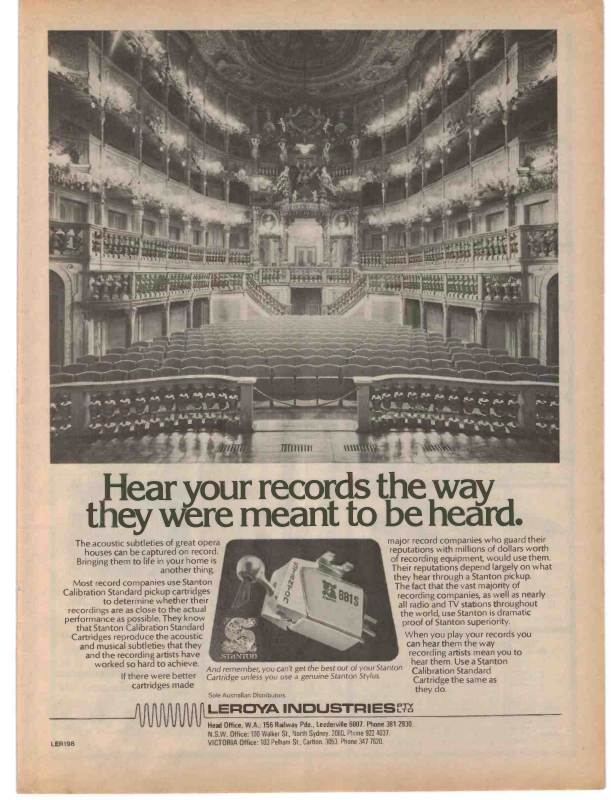 Hear your records the way
they were meant to be heard.
The acoustic subtleties of great opera
houses can be captured on record.
Bringing them to life in your home is
another thing.
Most record companies use Stanton
Calibration Standard pickup cartridges
to determine whether their
recordings are as close to the actual
performance as possible. They know
that Stanton Calibration Standard
Cartridges reproduce the acoustic
and musical subtleties that they
and the recording artists have
worked so hard to achieve.
If there were better
cartridges made
STANTON
881S
STANTON
And remember, you can't get the best out of your Stanton
Cartridge unless you use a genuine Stanton Stylus.
major record companies who guard their
reputations with millions of dollars worth
of recording equipment, would use them.
Their reputations depend largely on what
they hear through a Stanton pickup.
The fact that the vast majority of
recording companies, as well as nearly
all radio and TV stations throughout
the world, use Stanton is dramatic
proof of Stanton superiority.
When you play your records you
can hear them the way
recording artists mean you to
hear them. Use a Stanton
Calibration Standard
Cartridge the same as
they do.
Sole Australian Distributors
LEROYA INDUSTRIES PTY LTD
Head Office, W.A.: 156 Railway Pde., Leederville 6007. Phone 381 2930.
N.S.W. Office: 100 Walker St., North Sydney, 2060. Phone 922 4037.
VICTORIA Office: 103 Pelham St., Carlton, 3053. Phone 347 7620.
LER198